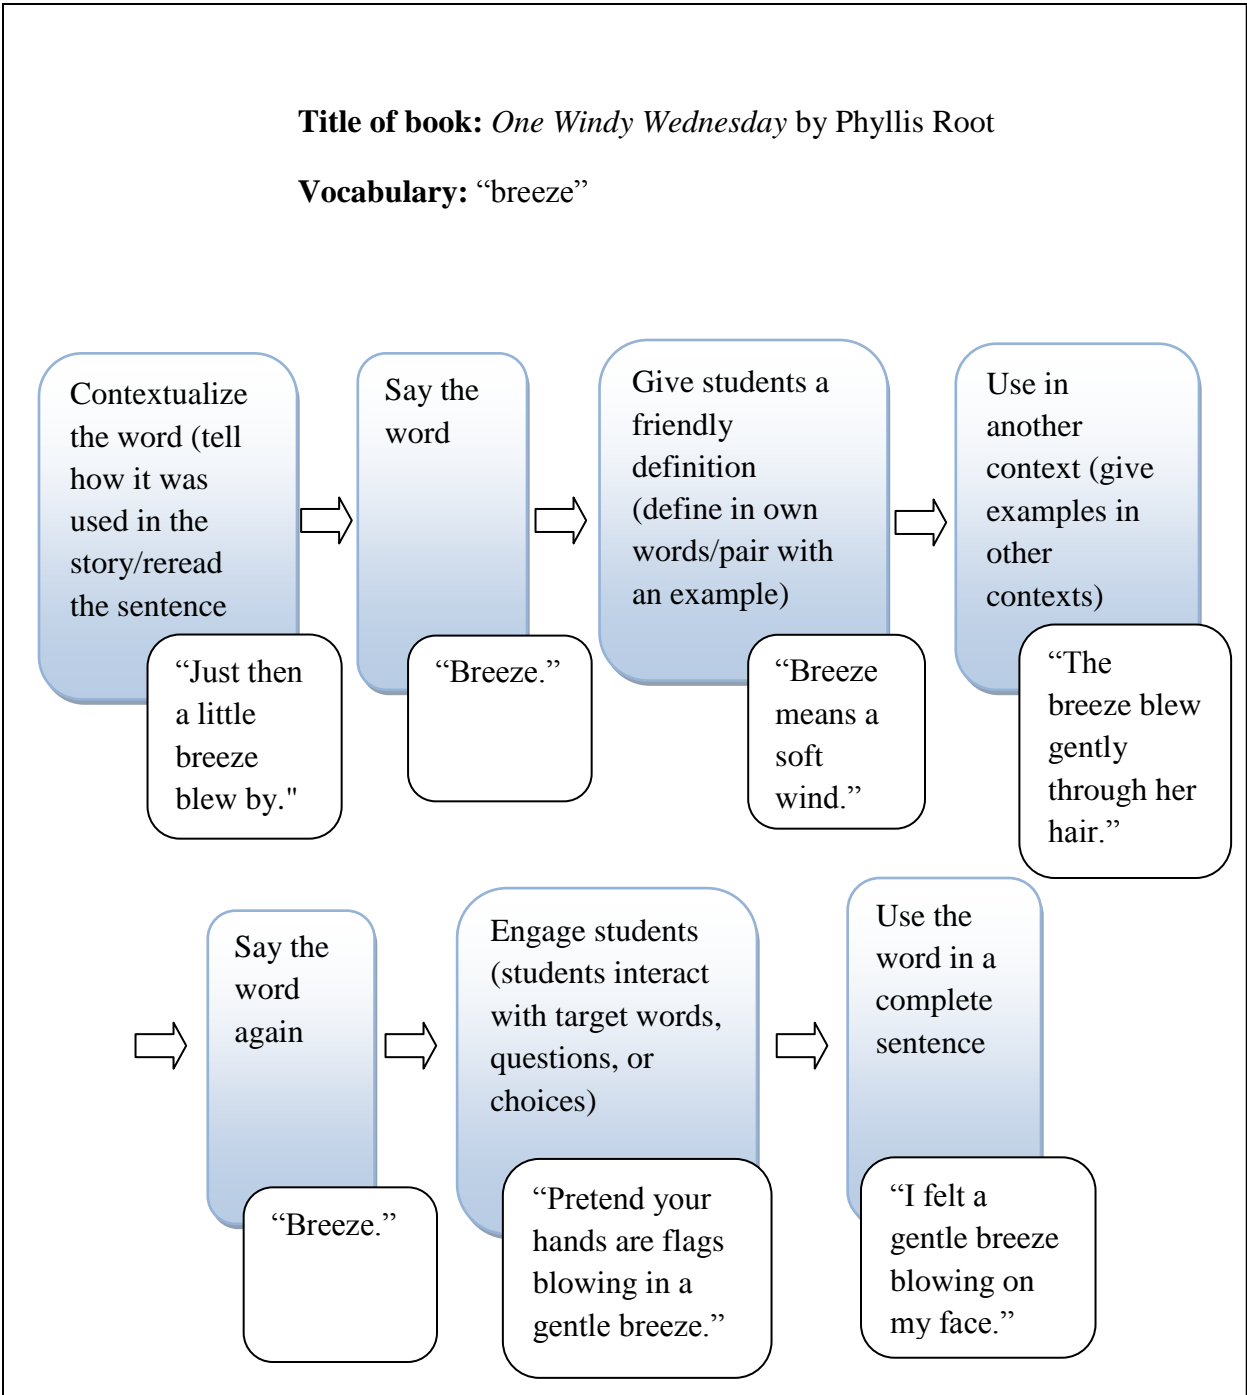 Title of book: One Windy Wednesday by Phyllis Root
Vocabulary: “breeze”
Contextualize
the word (tell
how it was
used in the
story/reread
the sentence
“Just then
a little
breeze
blew by."
Say the
word
“Breeze.”
Give students a
friendly
definition
(define in own
words/pair with
an example)
“Breeze
means a
soft
wind.”
Use in
another
context (give
examples in
other
contexts)
“The
breeze blew
gently
through her
hair.”
Say the
word
again
“Breeze.”
Engage students
(students interact
with target words,
questions, or
choices)
“Pretend your
hands are flags
blowing in a
gentle breeze.”
Use the
word in a
complete
sentence
“I felt a
gentle breeze
blowing on
my face.”